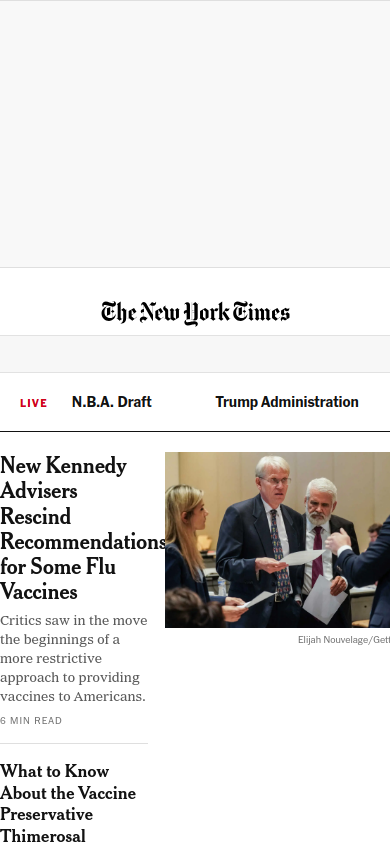 The New York Times
LIVE N.B.A. Draft Trump Administration
New Kennedy
Advisers
Rescind
Recommendations
for Some Flu
Vaccines
Critics saw in the move
the beginnings of a
more restrictive
approach to providing
vaccines to Americans.
6 MIN READ
Elijah Nouvelage/Gett
What to Know
About the Vaccine
Preservative
Thimerosal